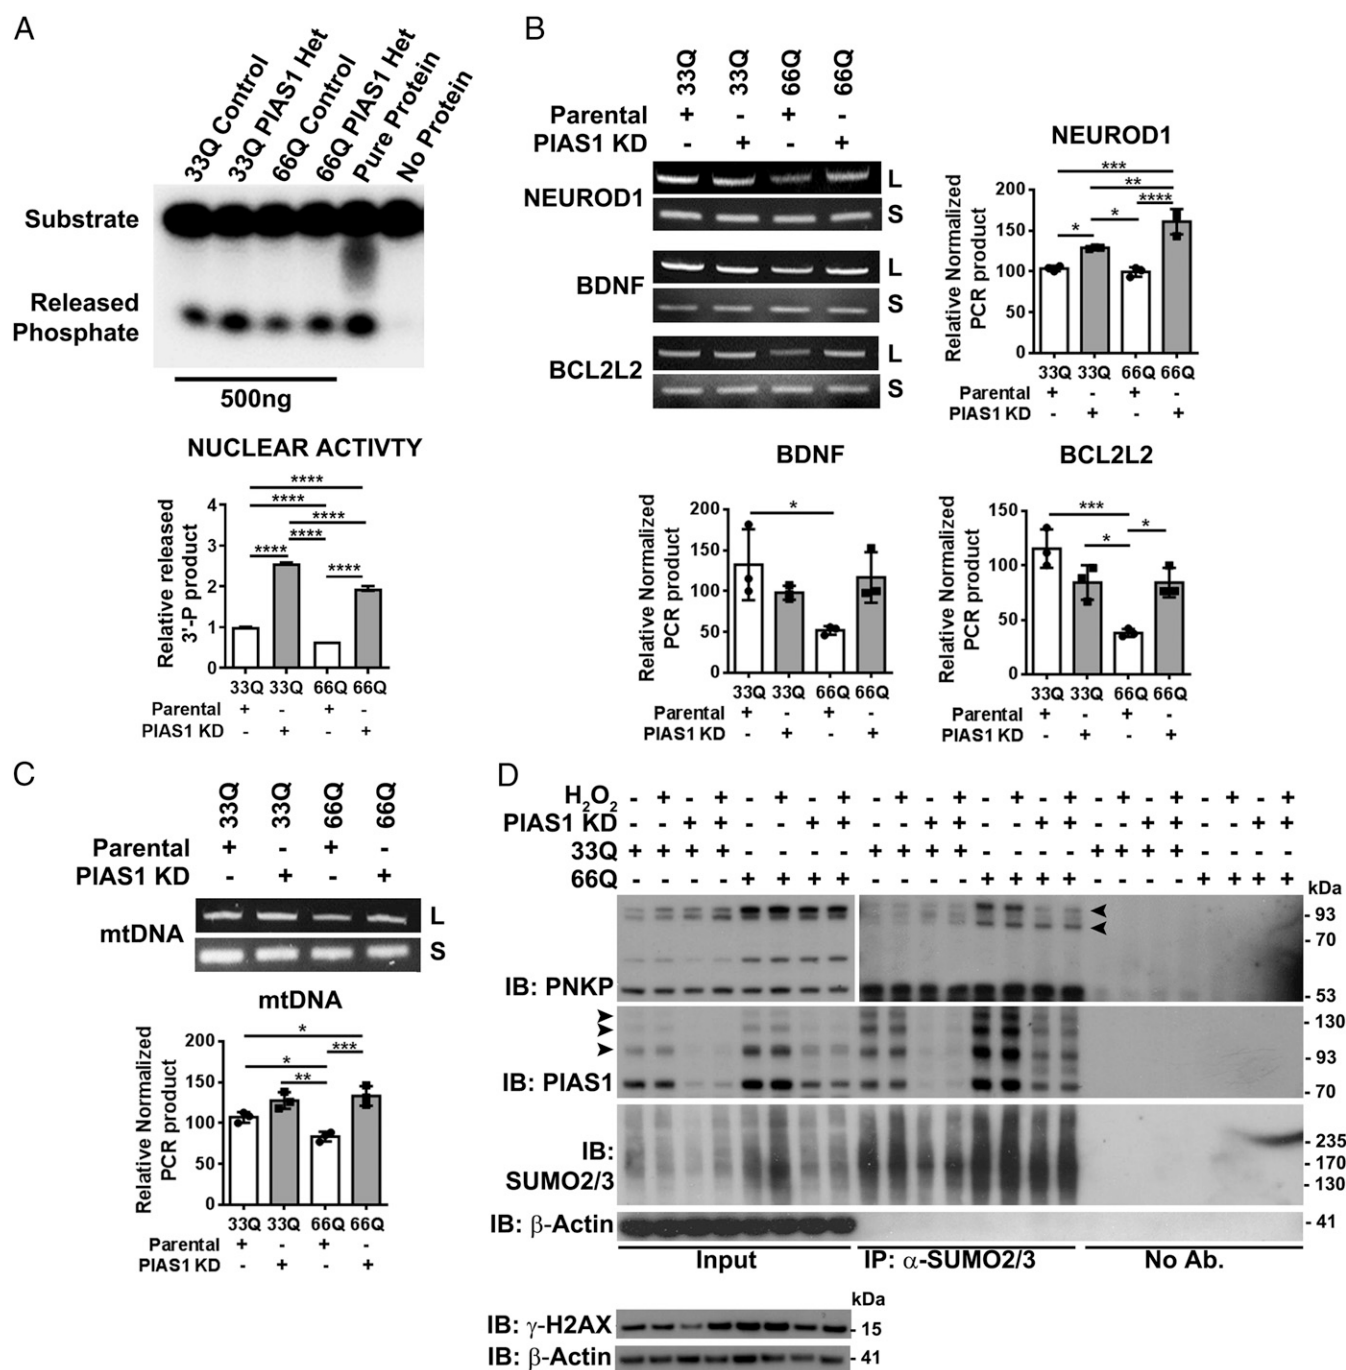 A
33Q Control
33Q PIAS1 Het
66Q Control
66Q PIAS1 Het
Pure Protein
No Protein
Substrate
Released
Phosphate
500ng
NUCLEAR ACTIVTY
**** **** **** **** **** ****
Relative released
3'-P product
4
3
2
1
0
33Q 33Q 66Q 66Q
Parental + - + -
PIAS1 KD - + - +
B
33Q 33Q 66Q 66Q
Parental + - + -
PIAS1 KD - + - +
NEUROD1 L
S
BDNF L
S
BCL2L2 L
S
NEUROD1
*** ** **** * *
Relative Normalized
PCR product
200
150
100
50
0
33Q 33Q 66Q 66Q
Parental + - + -
PIAS1 KD - + - +
BDNF
*
Relative Normalized
PCR product
200
150
100
50
0
33Q 33Q 66Q 66Q
Parental + - + -
PIAS1 KD - + - +
BCL2L2
*** * *
Relative Normalized
PCR product
150
100
50
0
33Q 33Q 66Q 66Q
Parental + - + -
PIAS1 KD - + - +
C
33Q 33Q 66Q 66Q
Parental + - + -
PIAS1 KD - + - +
mtDNA L
S
mtDNA
* * *** **
Relative Normalized
PCR product
200
150
100
50
0
33Q 33Q 66Q 66Q
Parental + - + -
PIAS1 KD - + - +
D
H₂O₂ - + - + - + - + - + - + - + - + - + - + - + - +
PIAS1 KD - - + + - - + + - - + + - - + + - - + + - - + +
33Q + + + + - - - - + + + + - - - - + + + + - - - -
66Q - - - - + + + + - - - - + + + + - - - - + + + +
kDa
- 93
- 70
IB: PNKP - 53
- 130
- 93
IB: PIAS1 - 70
IB:
SUMO2/3
- 235
- 170
- 130
IB: β-Actin - 41
Input IP: α-SUMO2/3 No Ab.
kDa
IB: γ-H2AX - 15
IB: β-Actin - 41